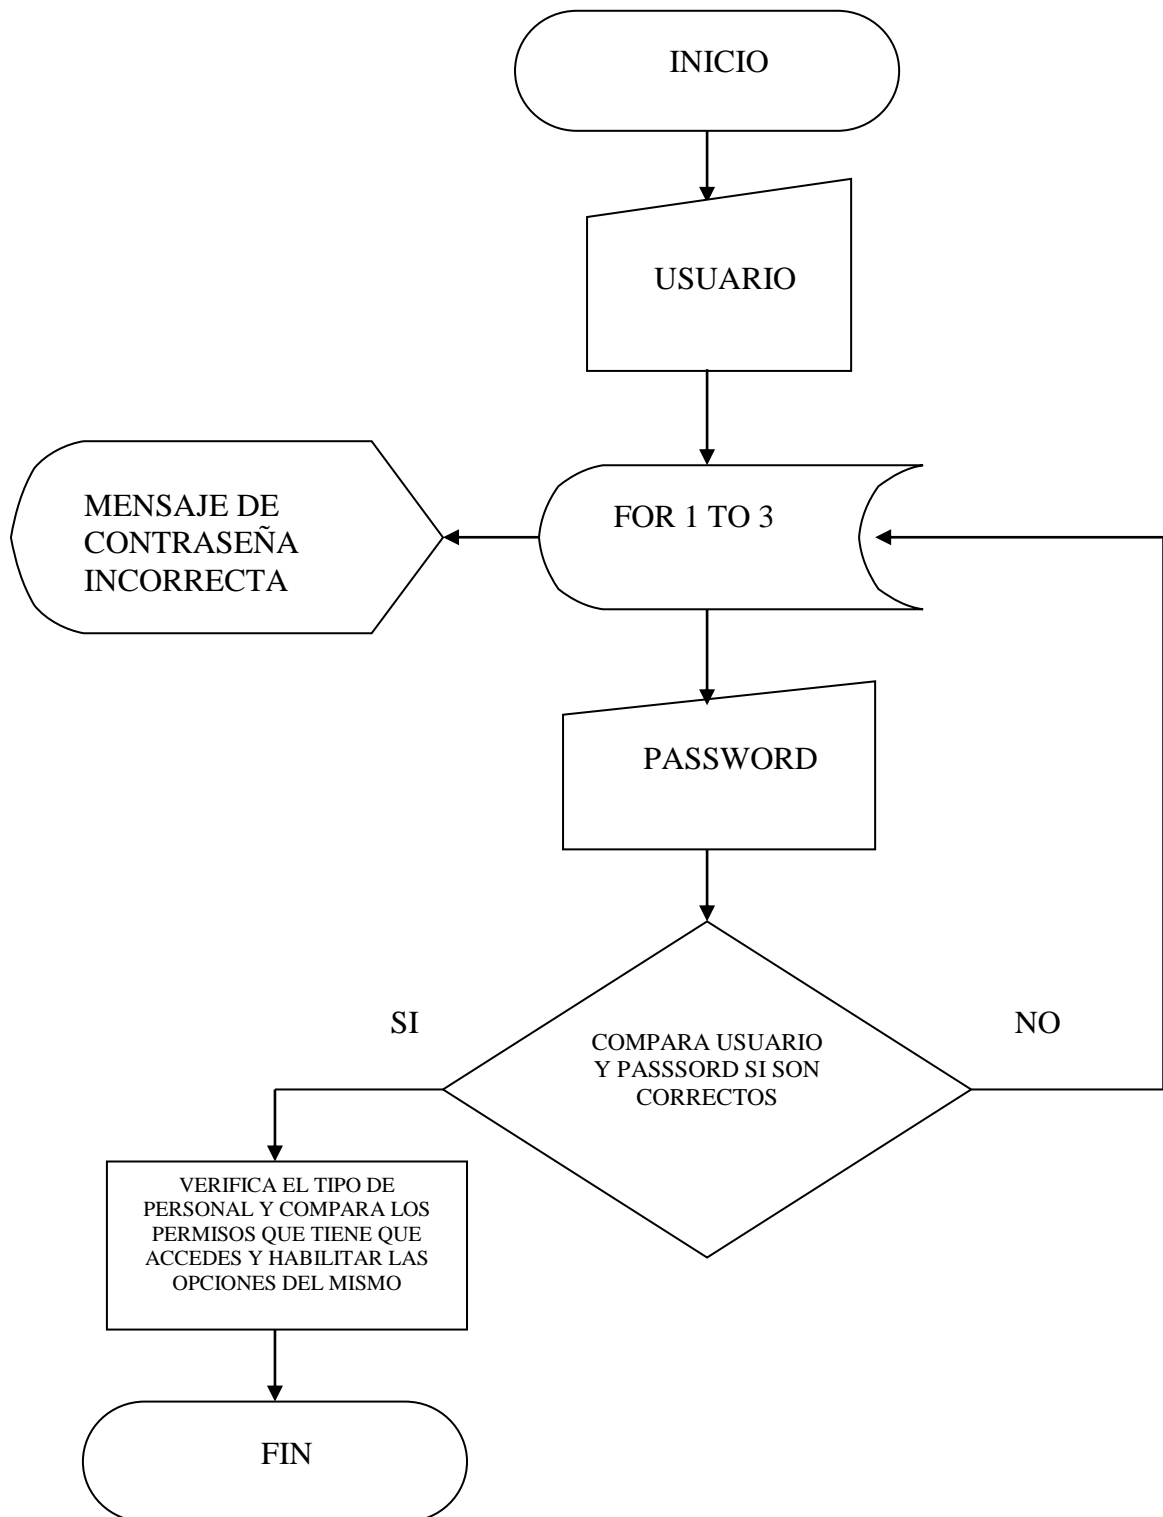 INICIO
USUARIO
FOR 1 TO 3
MENSAJE DE
CONTRASEÑA
INCORRECTA
PASSWORD
SI
NO
COMPARA USUARIO
Y PASSSORD SI SON
CORRECTOS
VERIFICA EL TIPO DE
PERSONAL Y COMPARA LOS
PERMISOS QUE TIENE QUE
ACCEDES Y HABILITAR LAS
OPCIONES DEL MISMO
FIN